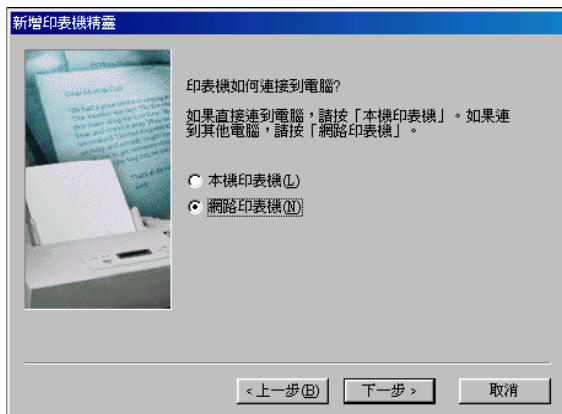 新增印表機精靈
印表機如何連接到電腦?
如果直接連到電腦，請按「本機印表機」。如果連
到其他電腦，請按「網路印表機」。
本機印表機(L)
網路印表機(N)
<上一步(B)
下一步>
取消